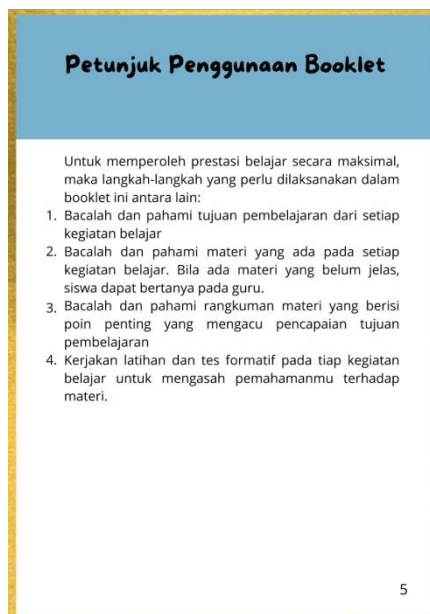 Petunjuk Penggunaan Booklet
Untuk memperoleh prestasi belajar secara maksimal,
maka langkah-langkah yang perlu dilaksanakan dalam
booklet ini antara lain:
1. Bacalah dan pahami tujuan pembelajaran dari setiap
kegiatan belajar
2. Bacalah dan pahami materi yang ada pada setiap
kegiatan belajar. Bila ada materi yang belum jelas,
siswa dapat bertanya pada guru.
3. Bacalah dan pahami rangkuman materi yang berisi
poin penting yang mengacu pencapaian tujuan
pembelajaran
4. Kerjakan latihan dan tes formatif pada tiap kegiatan
belajar untuk mengasah pemahamanmu terhadap
materi.
5